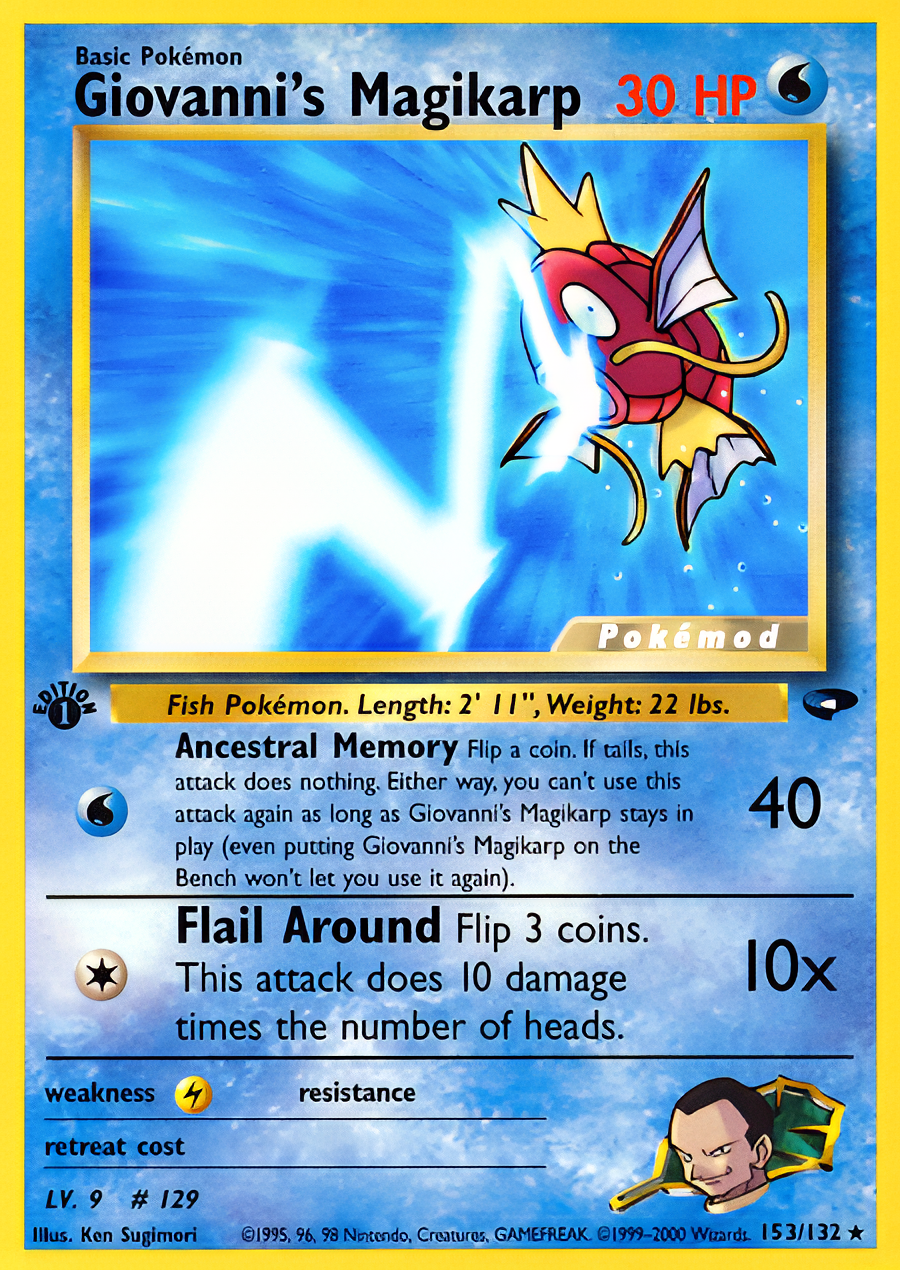 Basic Pokémon
Giovanni's Magikarp 30 HP
Pokémod
EDITION
1
Fish Pokémon. Length: 2' 11", Weight: 22 lbs.
Ancestral Memory Flip a coin. If tails, this
attack does nothing. Either way, you can't use this
attack again as long as Giovanni's Magikarp stays in
play (even putting Giovanni's Magikarp on the
Bench won't let you use it again).
40
Flail Around Flip 3 coins.
This attack does 10 damage
times the number of heads.
10x
weakness resistance
retreat cost
LV. 9 # 129
Illus. Ken Sugimori ©1995, 96, 98 Nintendo, Creatures, GAMEFREAK. ©1999-2000 Wizards. 153/132 ★